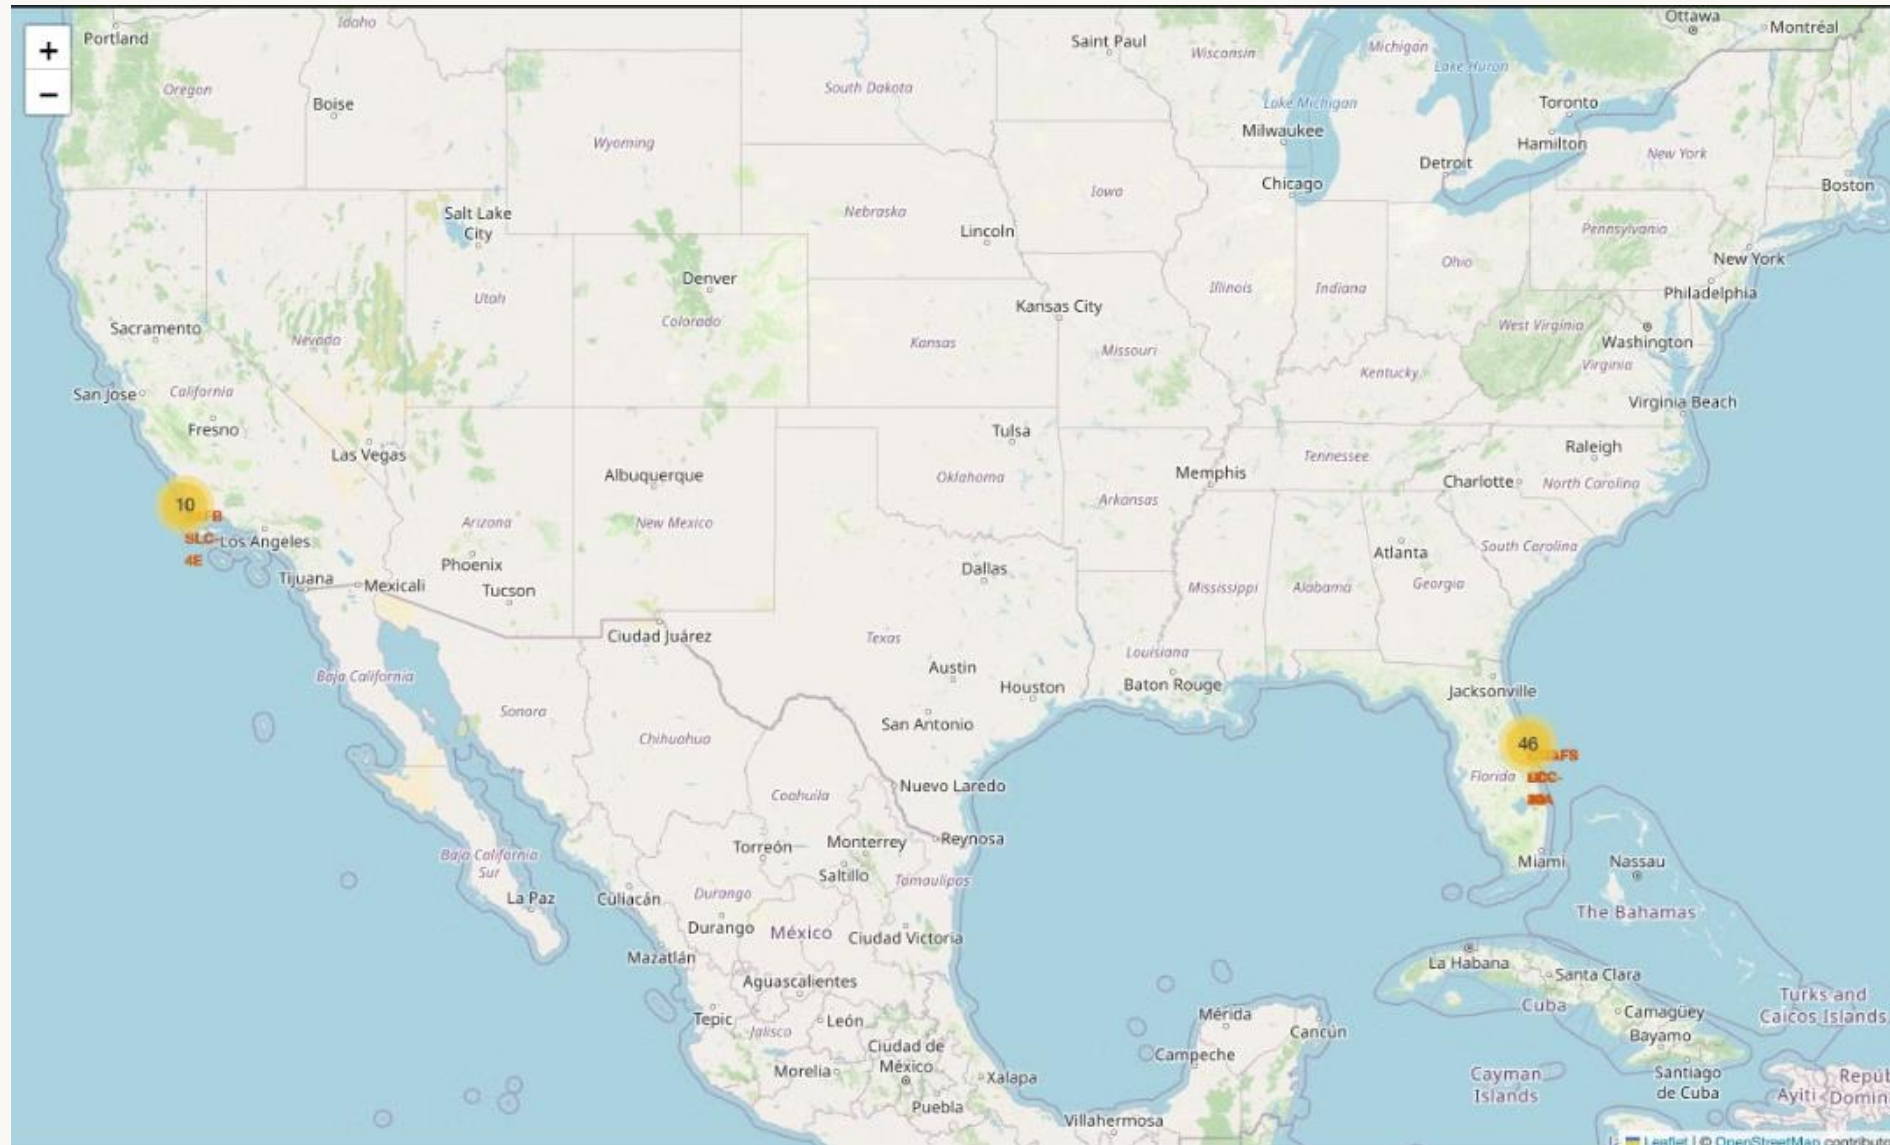 Idaho
Ottawa
Montréal
Portland
+
Saint Paul
Wisconsin
Michigan
Lake Huron
−
Oregon
Boise
South Dakota
Lake Michigan
Toronto
Milwaukee
Hamilton
Wyoming
Detroit
New York
Chicago
Iowa
Boston
Salt Lake
City
Nebraska
Lincoln
Pennsylvania
New York
Ohio
Denver
Utah
Illinois
Indiana
Philadelphia
Kansas City
Colorado
Sacramento
Nevada
Kansas
Missouri
West Virginia
Washington
Virginia
Kentucky
San Jose
California
Virginia Beach
Fresno
Las Vegas
Tulsa
Raleigh
Tennessee
Albuquerque
Oklahoma
Memphis
Charlotte
North Carolina
10
Arkansas
Arizona
New Mexico
SLC-
Los Angeles
4E
Phoenix
Dallas
Atlanta
South Carolina
Tijuana
Mexicali
Tucson
Mississippi
Alabama
Georgia
Ciudad Juárez
Texas
Louisiana
Austin
Baja California
Houston
Baton Rouge
Jacksonville
Sonora
San Antonio
Chihuahua
46
Florida
Nuevo Laredo
Coahuila
Torreón
Monterrey
Reynosa
Baja California
Sur
Saltillo
Tamaulipas
Miami
Nassau
La Paz
Culiacán
Durango
Durango
México
Ciudad Victoria
The Bahamas
Mazatlán
La Habana
Santa Clara
Aguascalientes
Cuba
Camagüey
Turks and
Caicos Islands
Tepic
Jalisco
León
Mérida
Cancún
Bayamo
Ciudad de
México
Campeche
Morelia
Xalapa
Cayman
Islands
Santiago
de Cuba
Repúb
Ayiti
Domin
Puebla
Villahermosa
Leaflet | © OpenStreetMap contributo